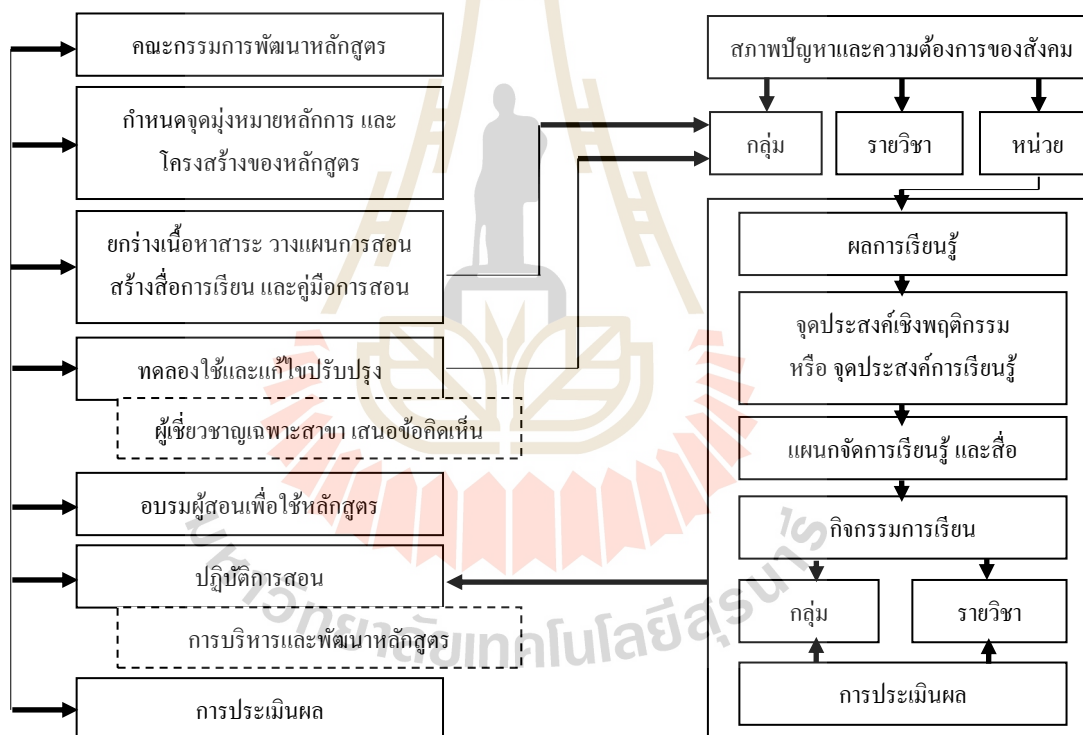 คณะกรรมการพัฒนาหลักสูตร
กำหนดจุดมุ่งหมายหลักการ และ
โครงสร้างของหลักสูตร
ยกร่างเนื้อหาสาระ วางแผนการสอน
สร้างสื่อการเรียน และคู่มือการสอน
ทดลองใช้และแก้ไขปรับปรุง
ผู้เชี่ยวชาญเฉพาะสาขา เสนอข้อคิดเห็น
อบรมผู้สอนเพื่อใช้หลักสูตร
ปฏิบัติการสอน
การบริหารและพัฒนาหลักสูตร
การประเมินผล
สภาพปัญหาและความต้องการของสังคม
กลุ่ม
รายวิชา
หน่วย
ผลการเรียนรู้
จุดประสงค์เชิงพฤติกรรม
หรือ จุดประสงค์การเรียนรู้
แผนกจัดการเรียนรู้ และสื่อ
กิจกรรมการเรียน
กลุ่ม
รายวิชา
การประเมินผล
มหาวิทยาลัยเทคโนโลยีสุรนารี